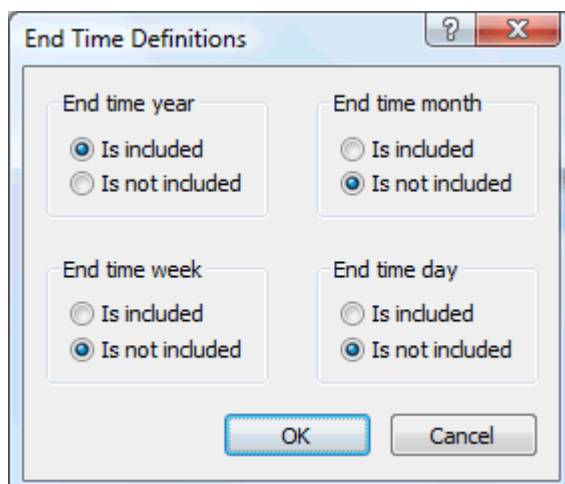 End Time Definitions
End time year
Is included
Is not included
End time month
Is included
Is not included
End time week
Is included
Is not included
End time day
Is included
Is not included
OK
Cancel